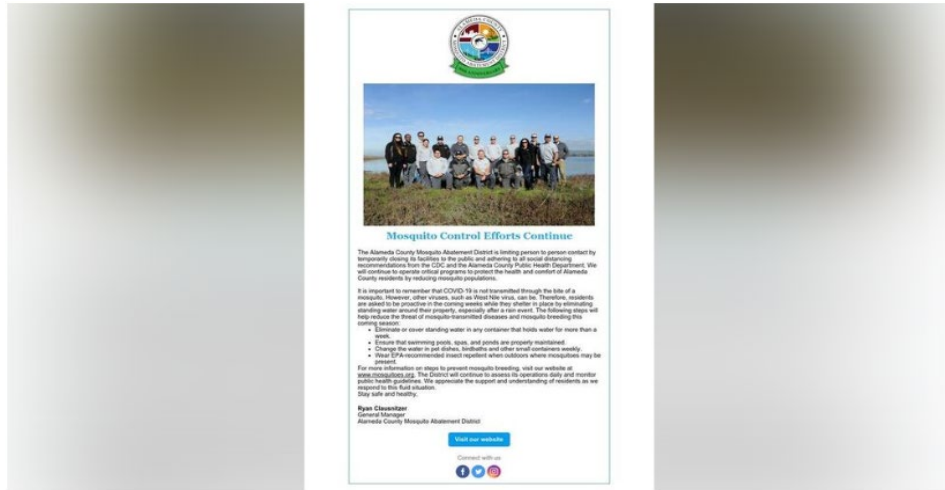 ALAMEDA COUNTY
MOSQUITO ABATEMENT DISTRICT
Mosquito Control Efforts Continue
The Alameda County Mosquito Abatement District is limiting person to person contact by
temporarily closing its facilities to the public and adhering to all social distancing
recommendations from the CDC and the Alameda County Public Health Department. We
will continue to operate critical programs to protect the health and comfort of Alameda
County residents by reducing mosquito populations.
It is important to remember that COVID-19 is not transmitted through the bite of a
mosquito. However, other viruses, such as West Nile virus, can be. Therefore, residents
are asked to be proactive in the coming weeks while they shelter in place by eliminating
standing water around their property, especially after a rain event. The following steps will
help reduce the threat of mosquito-transmitted diseases and mosquito breeding this
coming season:
• Eliminate or cover standing water in any container that holds water for more than a
week.
• Ensure that swimming pools, spas, and ponds are properly maintained.
• Change the water in pet dishes, birdbaths and other small containers weekly.
• Wear EPA-recommended insect repellent when outdoors where mosquitoes may be
present.
For more information on steps to prevent mosquito breeding, visit our website at
www.mosquitoes.org. The District will continue to assess its operations daily and monitor
public health guidelines. We appreciate the support and understanding of residents as we
respond to this fluid situation.
Stay safe and healthy.
Ryan Clausnitzer
General Manager
Alameda County Mosquito Abatement District
Visit our website
Connect with us